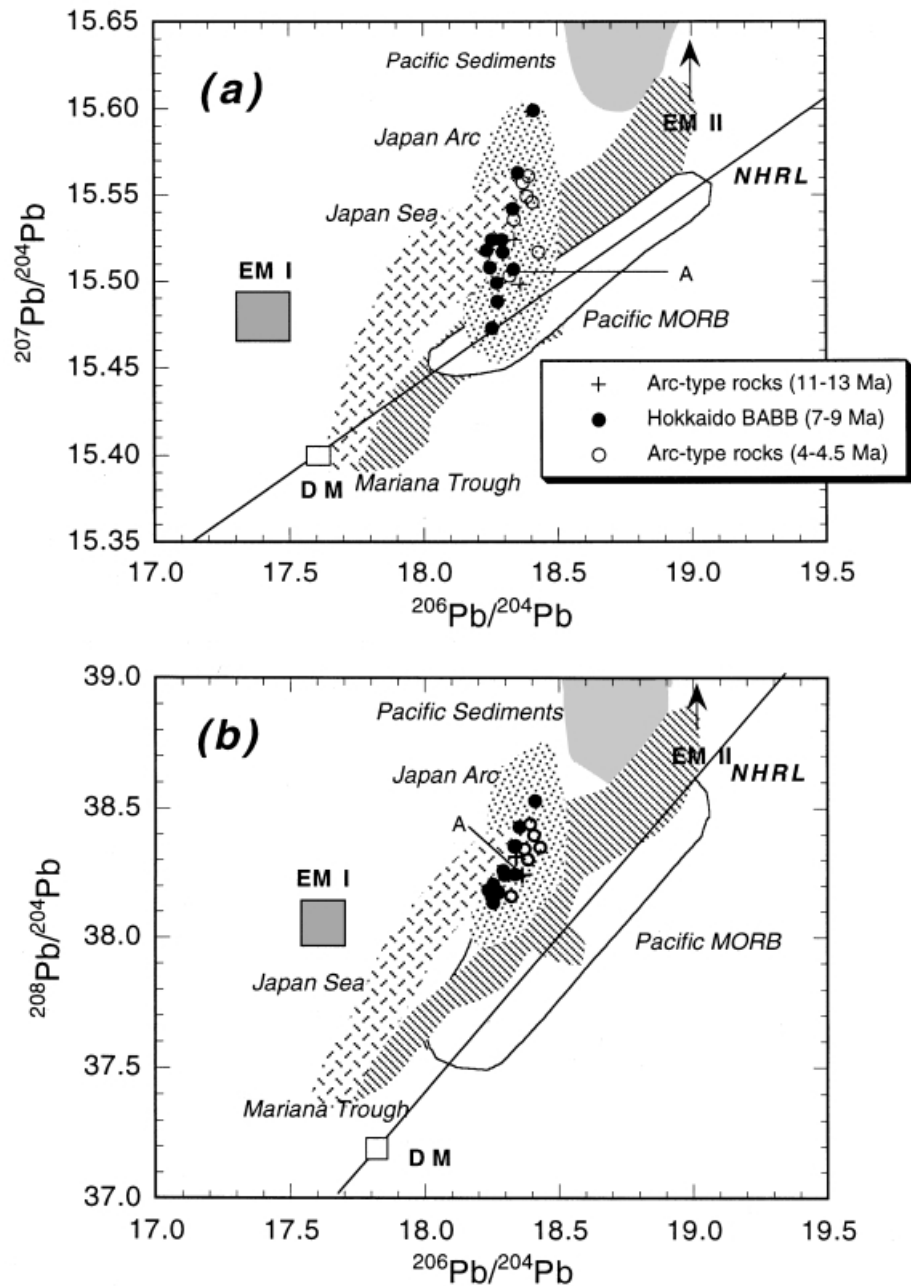 15.65
15.60
15.55
15.50
15.45
15.40
15.35
207Pb/204Pb
(a)
Pacific Sediments
Japan Arc
EM II
NHRL
Japan Sea
EM I
A
Pacific MORB
+ Arc-type rocks (11-13 Ma)
● Hokkaido BABB (7-9 Ma)
○ Arc-type rocks (4-4.5 Ma)
D M
Mariana Trough
17.0 17.5 18.0 18.5 19.0 19.5
206Pb/204Pb
39.0
38.5
38.0
37.5
37.0
208Pb/204Pb
(b)
Pacific Sediments
Japan Arc
EM II
NHRL
A
EM I
Pacific MORB
Japan Sea
Mariana Trough
D M
17.0 17.5 18.0 18.5 19.0 19.5
206Pb/204Pb